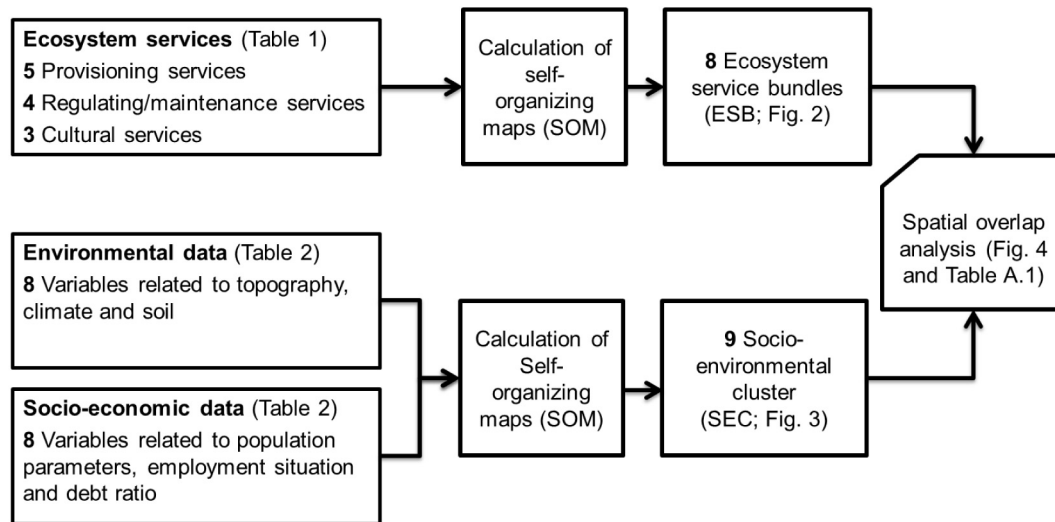 Ecosystem services (Table 1)
5 Provisioning services
4 Regulating/maintenance services
3 Cultural services
Calculation of
self-
organizing
maps (SOM)
8 Ecosystem
service bundles
(ESB; Fig. 2)
Spatial overlap
analysis (Fig. 4
and Table A.1)
Environmental data (Table 2)
8 Variables related to topography,
climate and soil
Socio-economic data (Table 2)
8 Variables related to population
parameters, employment situation
and debt ratio
Calculation of
Self-
organizing
maps (SOM)
9 Socio-
environmental
cluster
(SEC; Fig. 3)